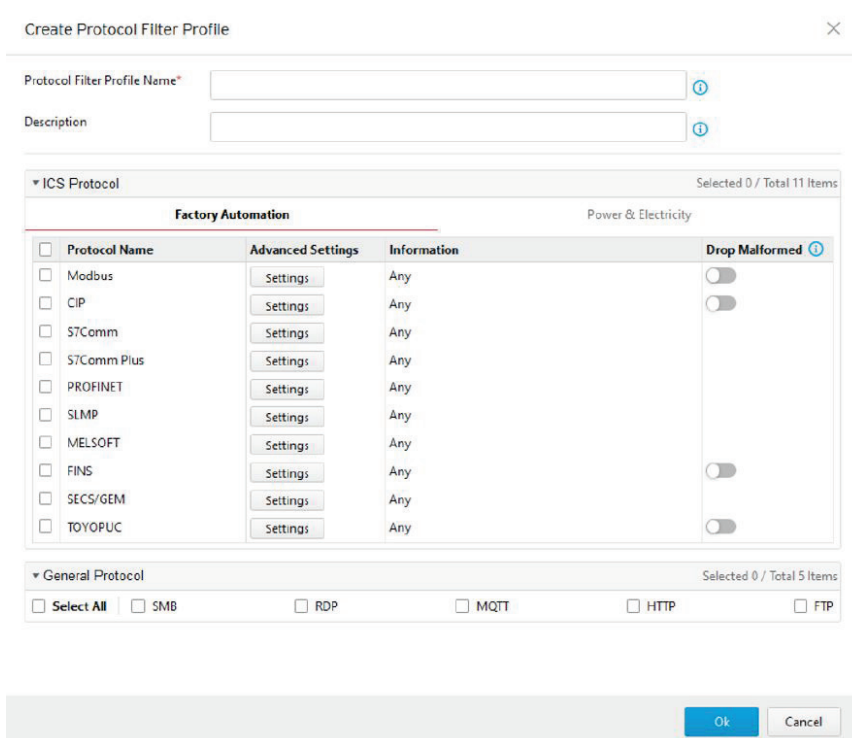 Create Protocol Filter Profile
Protocol Filter Profile Name*
Description
ICS Protocol Selected 0 / Total 11 Items
Factory Automation Power & Electricity
Protocol Name Advanced Settings Information Drop Malformed
Modbus Settings Any
CIP Settings Any
S7Comm Settings Any
S7Comm Plus Settings Any
PROFINET Settings Any
SLMP Settings Any
MELSOFT Settings Any
FINS Settings Any
SECS/GEM Settings Any
TOYOPUC Settings Any
General Protocol Selected 0 / Total 5 Items
Select All SMB RDP MQTT HTTP FTP
Ok Cancel